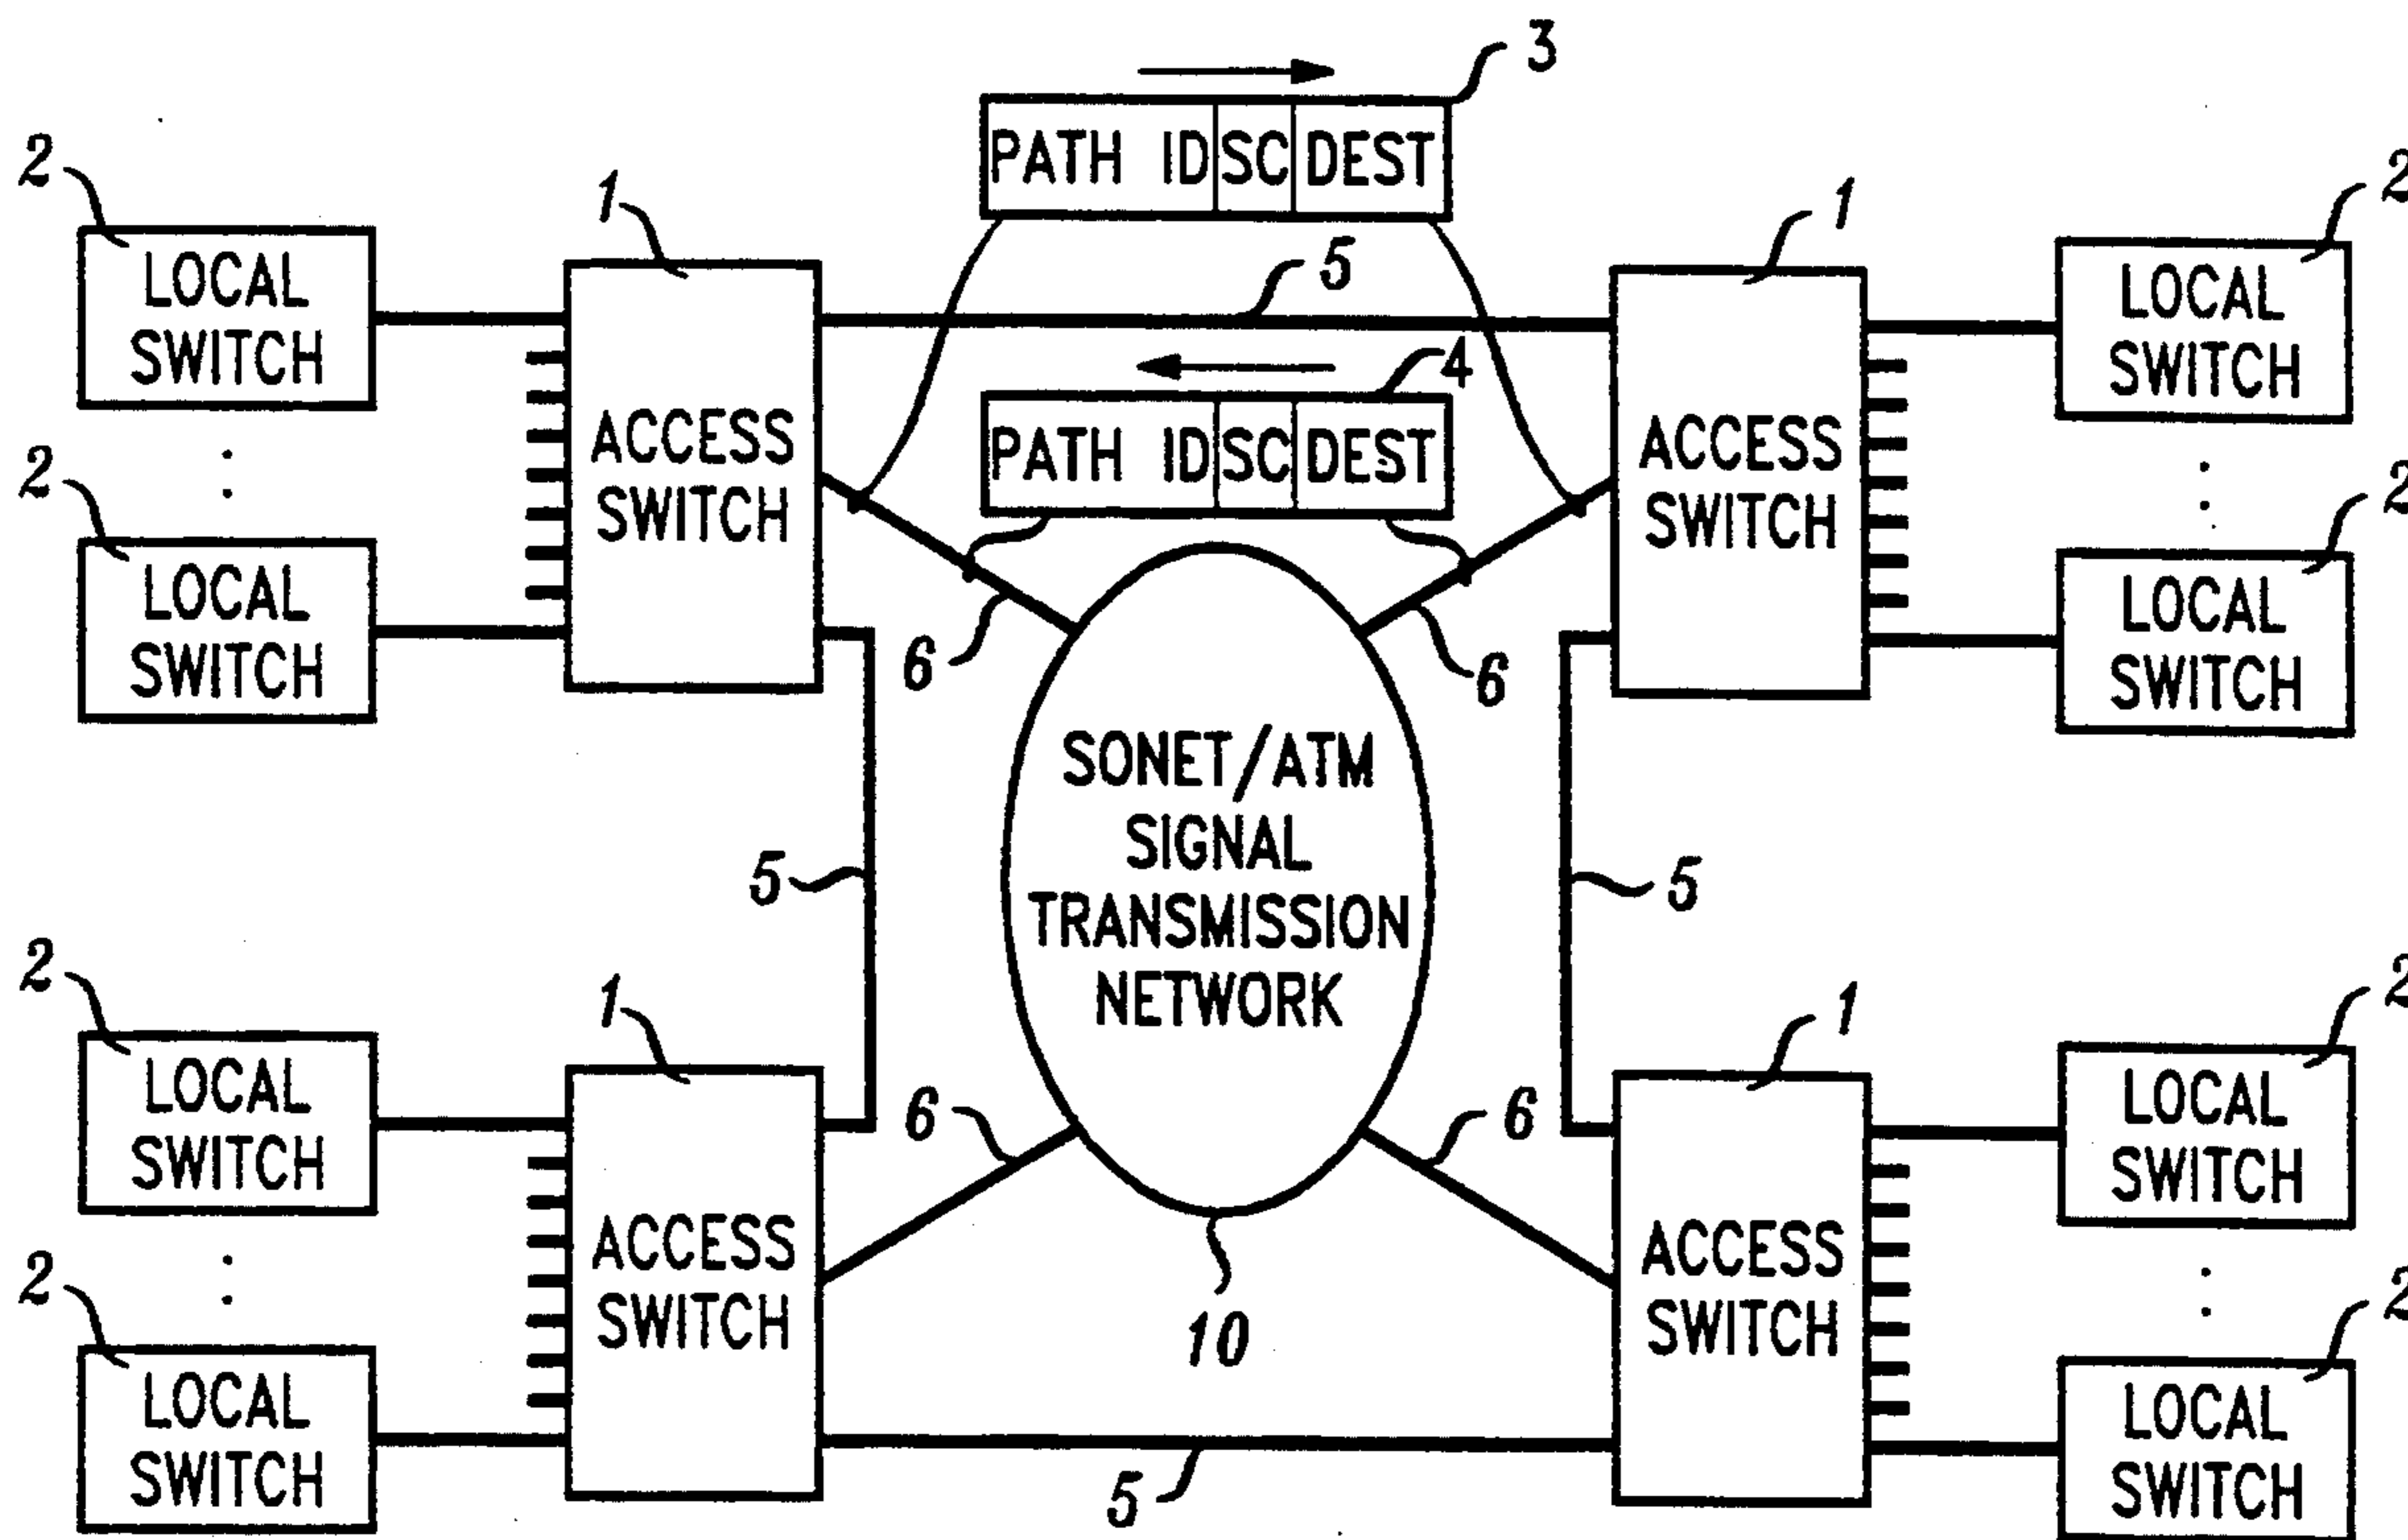 3
PATH ID SC DEST
2
LOCAL
SWITCH
1
5
1
2
LOCAL
SWITCH
4
PATH ID SC DEST
ACCESS
SWITCH
ACCESS
SWITCH
2
LOCAL
SWITCH
6
6
2
LOCAL
SWITCH
SONET/ATM
SIGNAL
TRANSMISSION
NETWORK
5
5
2
LOCAL
SWITCH
1
6
6
1
2
LOCAL
SWITCH
ACCESS
SWITCH
ACCESS
SWITCH
10
2
LOCAL
SWITCH
5
2
LOCAL
SWITCH